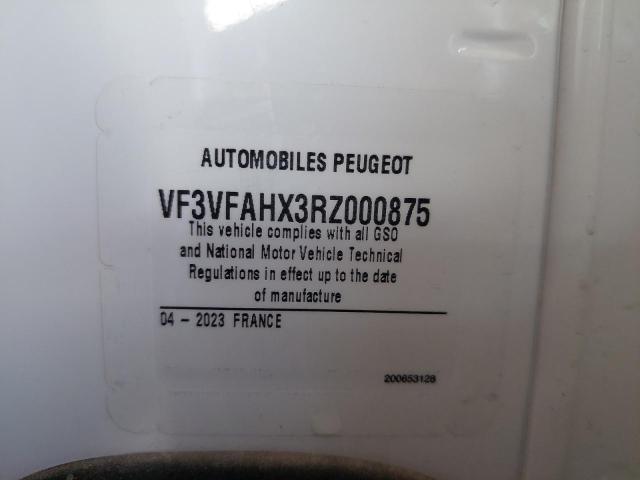 AUTOMOBILES PEUGEOT
VF3VFAHX3RZ000875
This vehicle complies with all GSO
and National Motor Vehicle Technical
Regulations in effect up to the date
of manufacture
04 - 2023 FRANCE
200653128